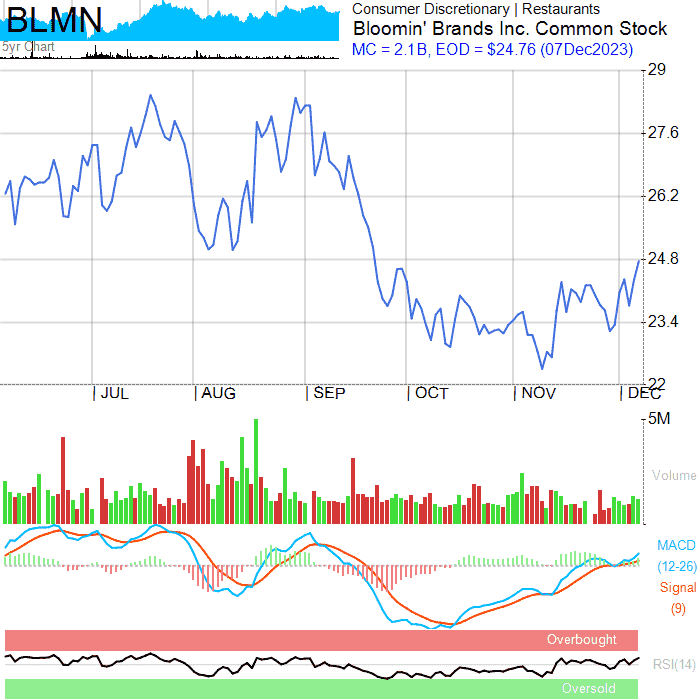 BLMN
Consumer Discretionary | Restaurants
Bloomin' Brands Inc. Common Stock
MC = 2.1B, EOD = $24.76 (07Dec2023)
5yr Chart
29
27.6
26.2
24.8
23.4
22
| JUL | AUG | SEP | OCT | NOV | DEC
5M
Volume
MACD
(12-26)
Signal
(9)
Overbought
RSI(14)
Oversold